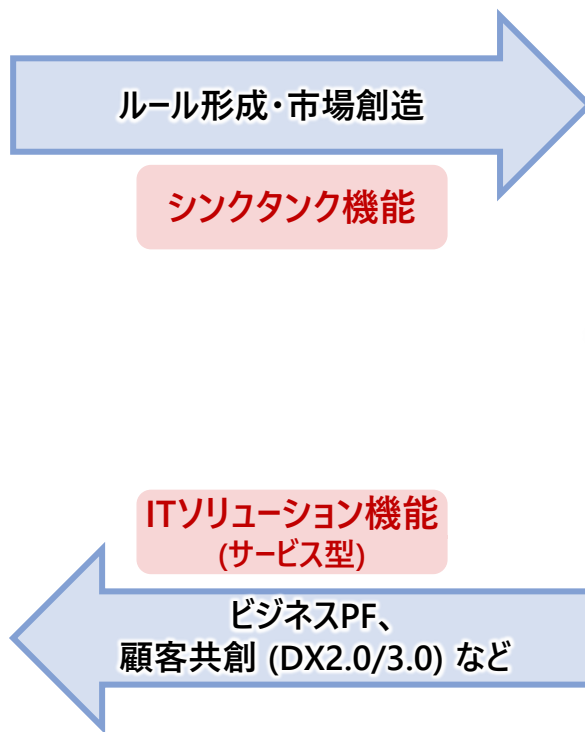 ルール形成・市場創造
シンクタンク機能
ITソリューション機能
(サービス型)
ビジネスPF、
顧客共創 (DX2.0/3.0) など